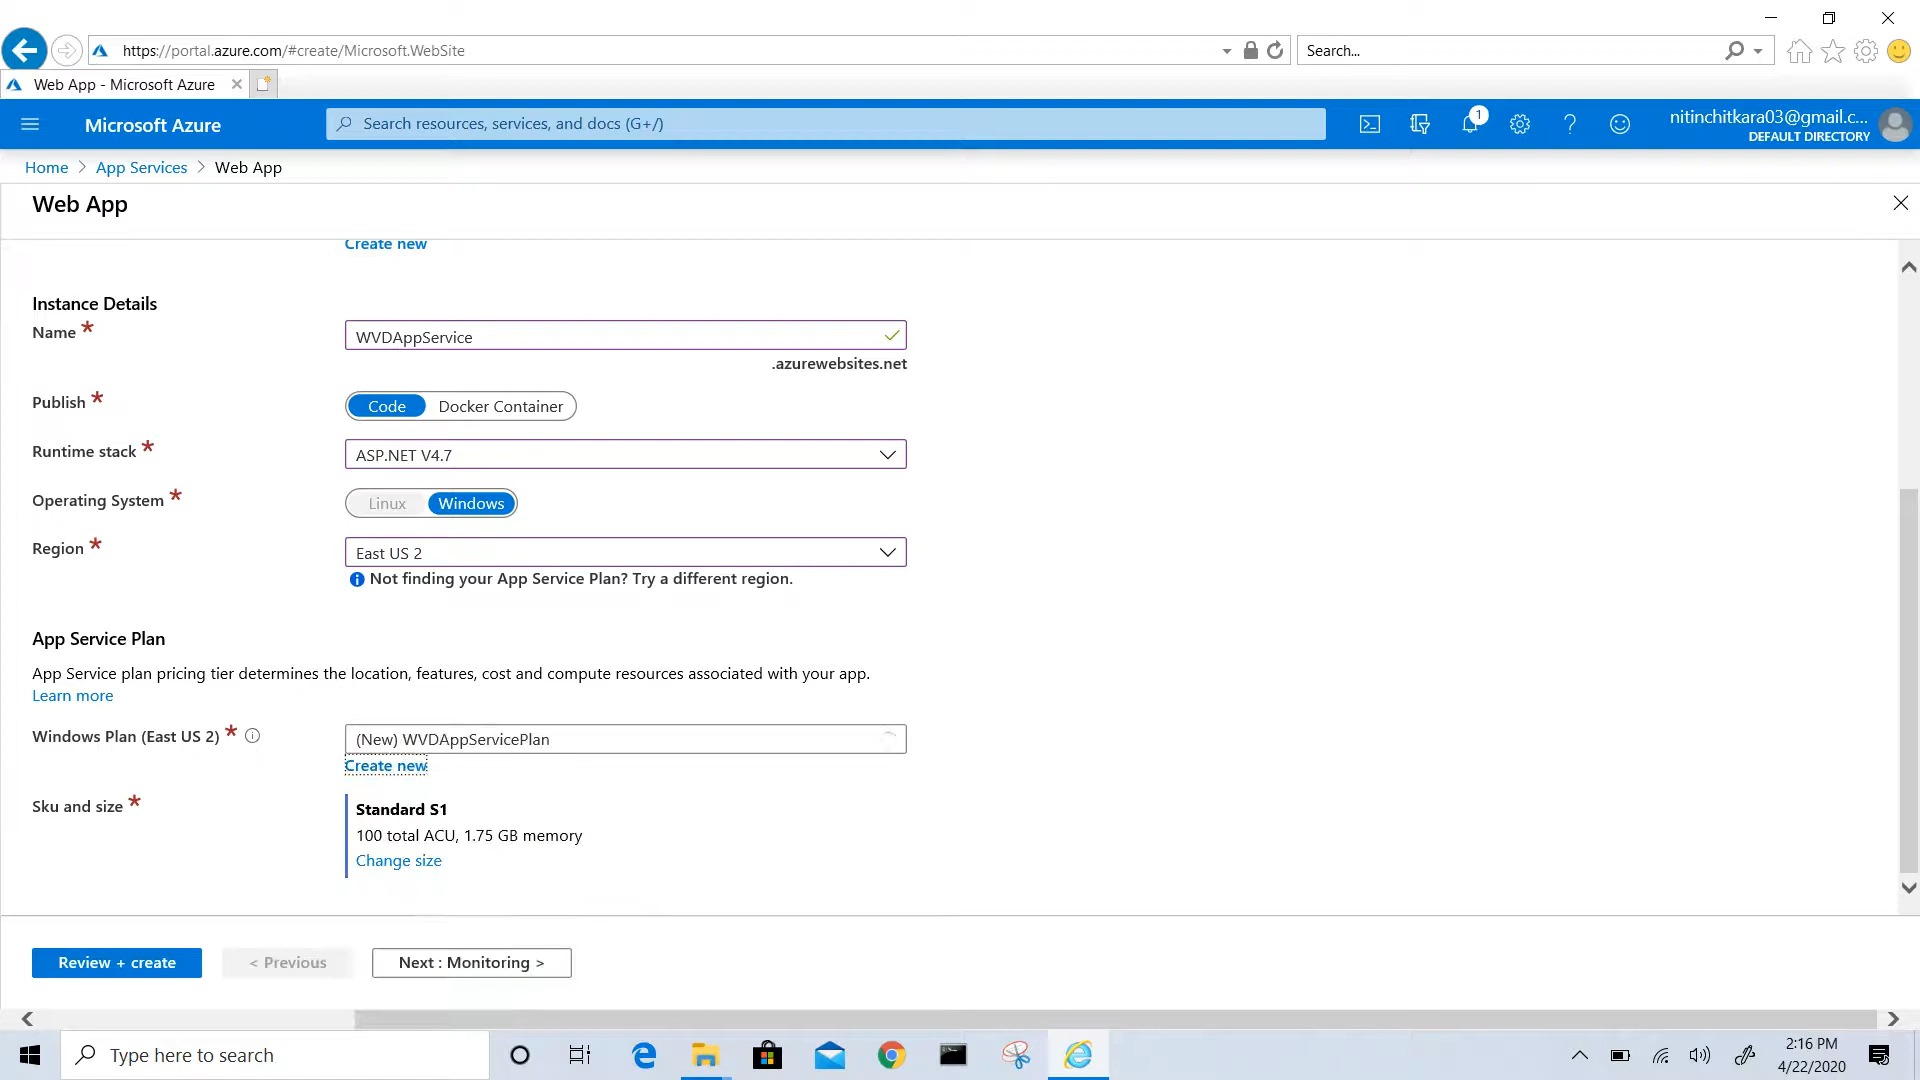 https://portal.azure.com/#create/Microsoft.WebSite
Search...
Web App - Microsoft Azure
Microsoft Azure
Search resources, services, and docs (G+/)
1
nitinchitkara03@gmail.c...
DEFAULT DIRECTORY
Home > App Services > Web App
Web App
Create new
Instance Details
Name *
WVDAppService
.azurewebsites.net
Publish *
Code
Docker Container
Runtime stack *
ASP.NET V4.7
Operating System *
Linux
Windows
Region *
East US 2
Not finding your App Service Plan? Try a different region.
App Service Plan
App Service plan pricing tier determines the location, features, cost and compute resources associated with your app.
Learn more
Windows Plan (East US 2) *
(New) WVDAppServicePlan
Create new
Sku and size *
Standard S1
100 total ACU, 1.75 GB memory
Change size
Review + create
< Previous
Next : Monitoring >
Type here to search
2:16 PM
4/22/2020